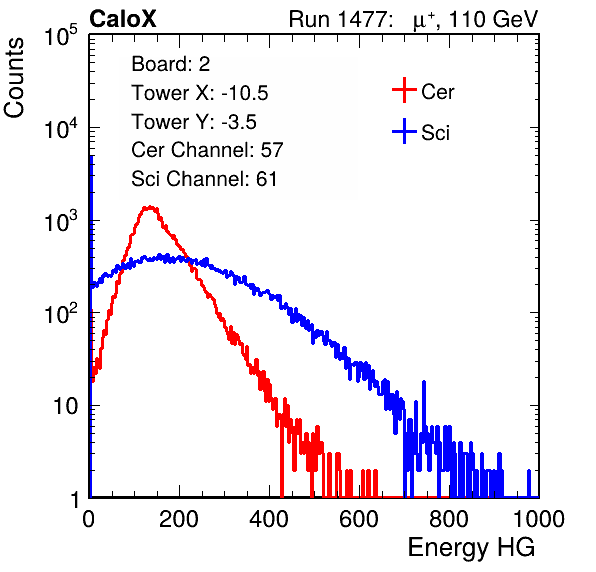 CaloX Run 1477: μ⁺, 110 GeV
Counts
10⁵
10⁴
10³
10²
10
1
Board: 2
Tower X: -10.5
Tower Y: -3.5
Cer Channel: 57
Sci Channel: 61
Cer
Sci
0 200 400 600 800 1000
Energy HG